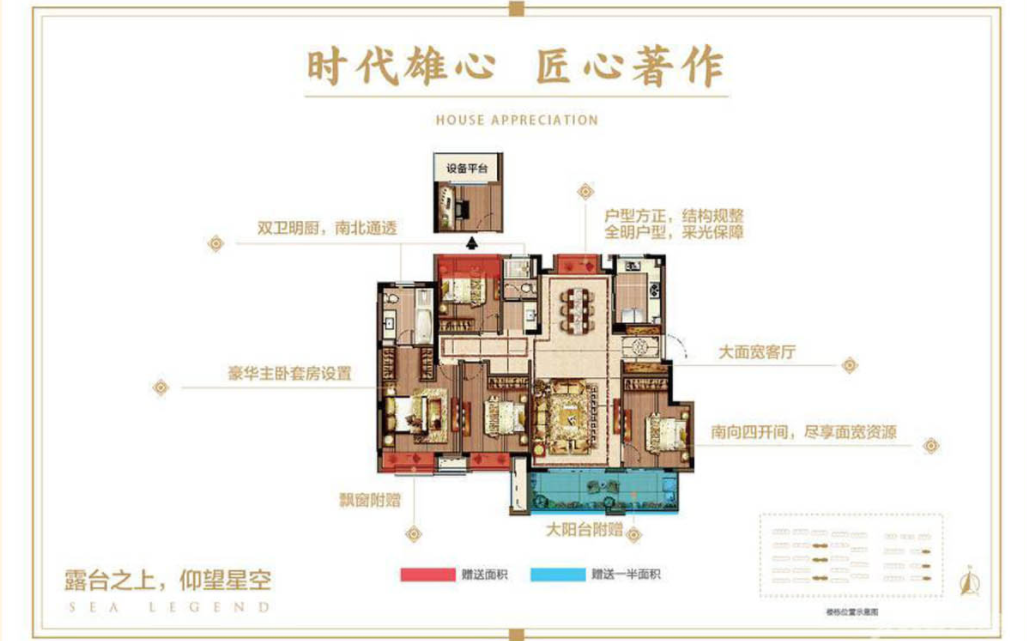 时代雄心 匠心著作
HOUSE APPRECIATION
设备平台
双卫明厨，南北通透
户型方正，结构规整
全明户型，采光保障
大面宽客厅
豪华主卧套房设置
南向四开间，尽享面宽资源
飘窗附赠
大阳台附赠
露台之上，仰望星空
SEA LEGEND
赠送面积
赠送一半面积
楼栋位置示意图